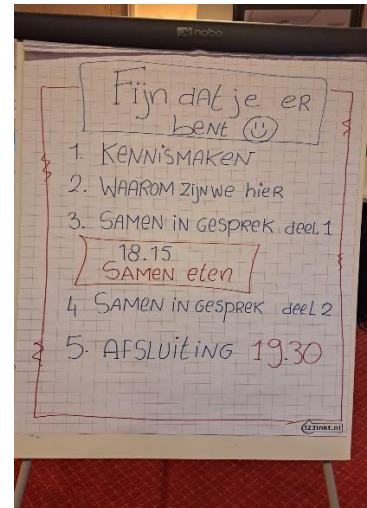 nobo
Fijn dat je er
bent
1. Kennismaken
2. Waarom zijn we hier
3. Samen in gesprek deel 1
18.15
Samen eten
4 Samen in gesprek deel 2
5. Afsluiting 19.30
123inkt.nl